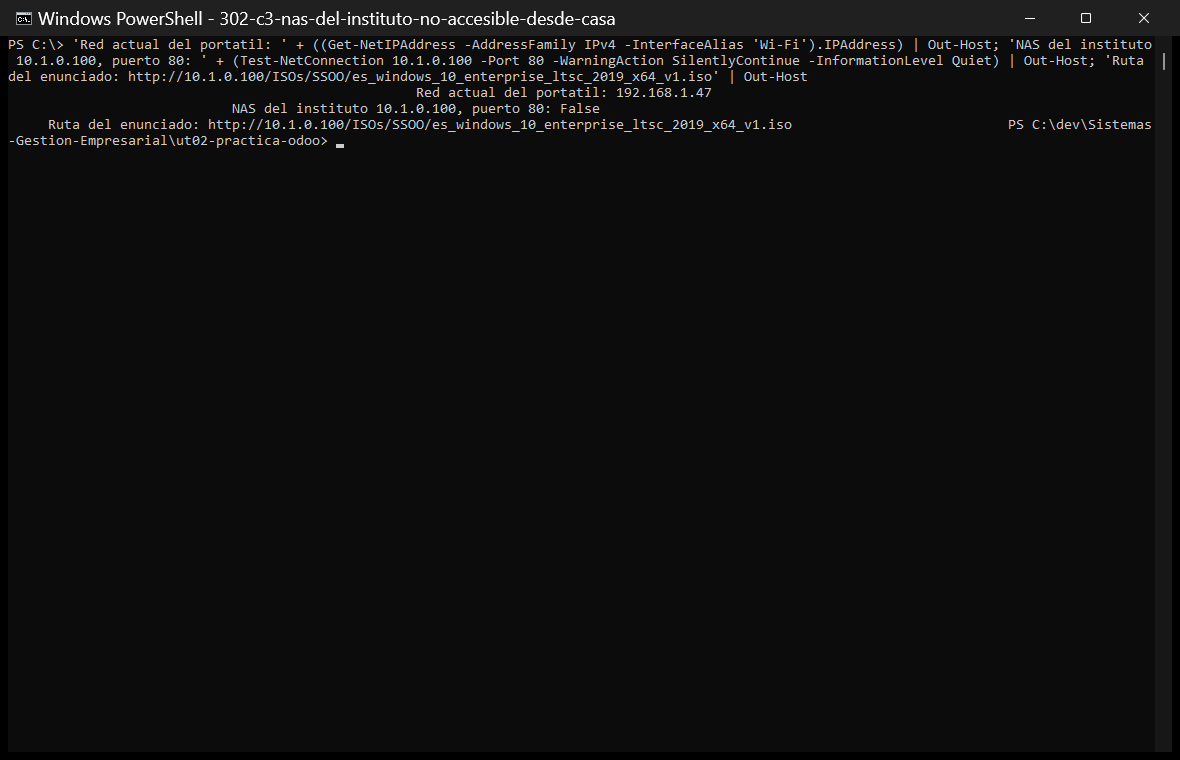 Windows PowerShell - 302-c3-nas-del-instituto-no-accesible-desde-casa
PS C:\> 'Red actual del portatil: ' + ((Get-NetIPAddress -AddressFamily IPv4 -InterfaceAlias 'Wi-Fi').IPAddress) | Out-Host; 'NAS del instituto
10.1.0.100, puerto 80: ' + (Test-NetConnection 10.1.0.100 -Port 80 -WarningAction SilentlyContinue -InformationLevel Quiet) | Out-Host; 'Ruta
del enunciado: http://10.1.0.100/ISOs/SSOO/es_windows_10_enterprise_ltsc_2019_x64_v1.iso' | Out-Host
Red actual del portatil: 192.168.1.47
NAS del instituto 10.1.0.100, puerto 80: False
Ruta del enunciado: http://10.1.0.100/ISOs/SSOO/es_windows_10_enterprise_ltsc_2019_x64_v1.iso PS C:\dev\Sistemas
-Gestion-Empresarial\ut02-practica-odoo>